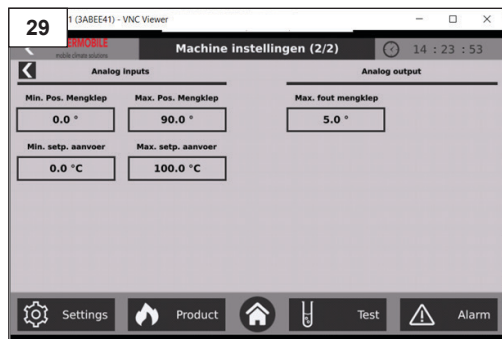 29
1 (3ABEE41) - VNC Viewer
ERMOBILE
mobile climate solutions
Machine instellingen (2/2)
14 : 23 : 53
Analog inputs
Analog output
Min. Pos. Mengklep
Max. Pos. Mengklep
Max. fout mengklep
0.0 °
90.0 °
5.0 °
Min. setp. aanvoer
Max. setp. aanvoer
0.0 °C
100.0 °C
Settings
Product
Test
Alarm